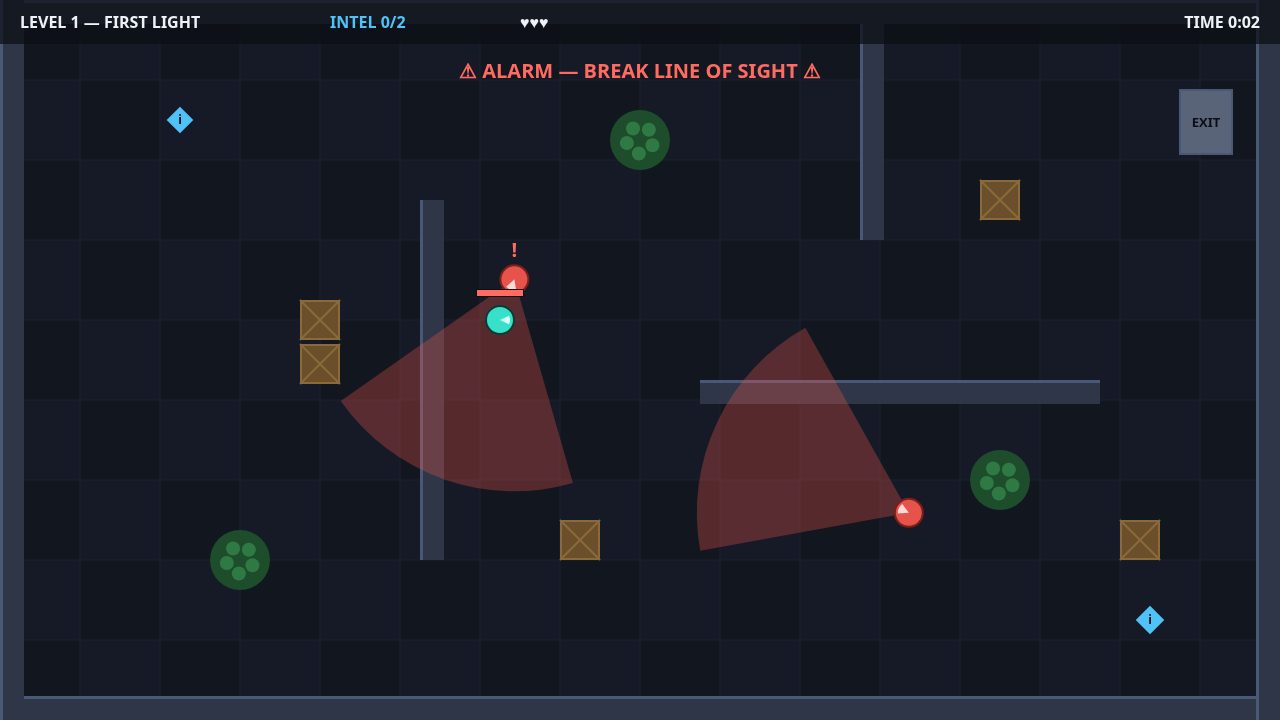 LEVEL 1 — FIRST LIGHT
INTEL 0/2
♥♥♥
TIME 0:02
⚠ ALARM — BREAK LINE OF SIGHT ⚠
i
EXIT
!
i